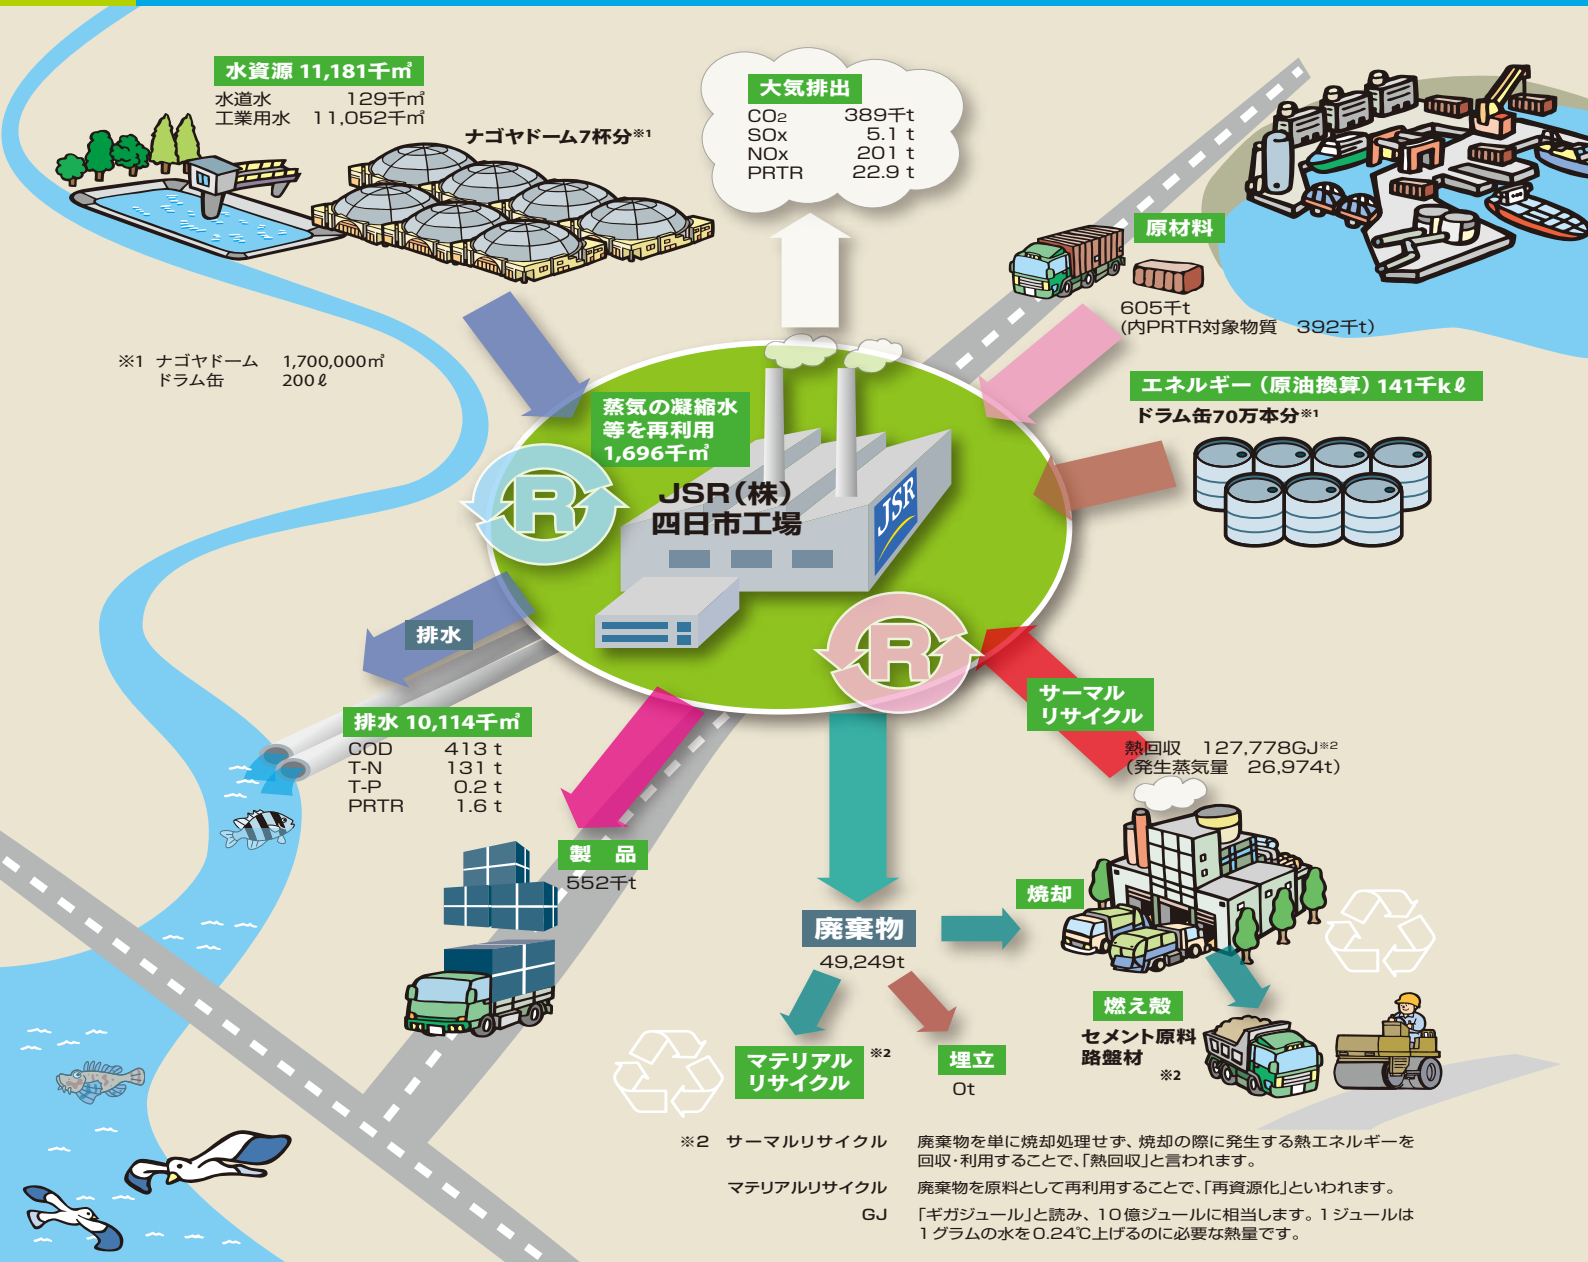 水資源 11,181千㎥
水道水 129千㎥
工業用水 11,052千㎥
ナゴヤドーム7杯分※1
※1 ナゴヤドーム 1,700,000㎥
ドラム缶 200ℓ
大気排出
CO2 389千t
SOx 5.1 t
NOx 201 t
PRTR 22.9 t
原材料
605千t
(内PRTR対象物質 392千t)
エネルギー（原油換算）141千kℓ
ドラム缶70万本分※1
蒸気の凝縮水
等を再利用
1,696千㎥
R
JSR(株)
四日市工場
JSR
R
排水
排水 10,114千㎥
COD 413 t
T-N 131 t
T-P 0.2 t
PRTR 1.6 t
製 品
552千t
サーマル
リサイクル
熱回収 127,778GJ※2
(発生蒸気量 26,974t)
廃棄物
49,249t
焼却
燃え殻
セメント原料
路盤材
※2
マテリアル
リサイクル
※2
埋立
0t
※2 サーマルリサイクル 廃棄物を単に焼却処理せず、焼却の際に発生する熱エネルギーを
回収・利用することで、「熱回収」と言われます。
マテリアルリサイクル 廃棄物を原料として再利用することで、「再資源化」といわれます。
GJ 「ギガジュール」と読み、10億ジュールに相当します。1ジュールは
1グラムの水を0.24℃上げるのに必要な熱量です。